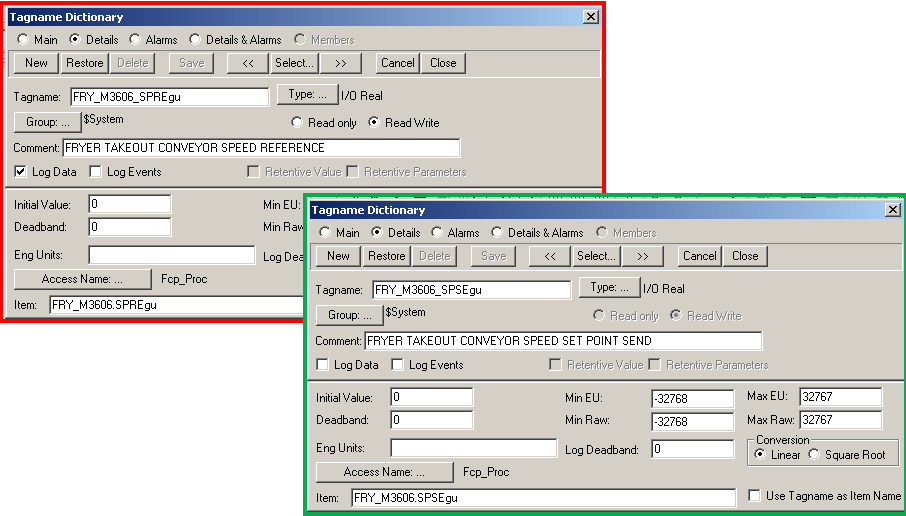 Tagname Dictionary
Main Details Alarms Details & Alarms Members
New Restore Delete Save << Select... >> Cancel Close
Tagname: FRY_M3606_SPREgu Type: ... I/O Real
Group: ... $System Read only Read Write
Comment: FRYER TAKEOUT CONVEYOR SPEED REFERENCE
Log Data Log Events Retentive Value Retentive Parameters
Initial Value: 0 Min EU:
Deadband: 0 Min Raw
Eng Units: Log Dead
Access Name: ... Fcp_Proc
Item: FRY_M3606.SPREgu
Tagname Dictionary
Main Details Alarms Details & Alarms Members
New Restore Delete Save << Select... >> Cancel Close
Tagname: FRY_M3606_SPSEgu Type: ... I/O Real
Group: ... $System Read only Read Write
Comment: FRYER TAKEOUT CONVEYOR SPEED SET POINT SEND
Log Data Log Events Retentive Value Retentive Parameters
Initial Value: 0 Min EU: -32768 Max EU: 32767
Deadband: 0 Min Raw: -32768 Max Raw: 32767
Eng Units: Log Deadband: 0 Conversion
Linear Square Root
Access Name: ... Fcp_Proc
Item: FRY_M3606.SPSEgu Use Tagname as Item Name